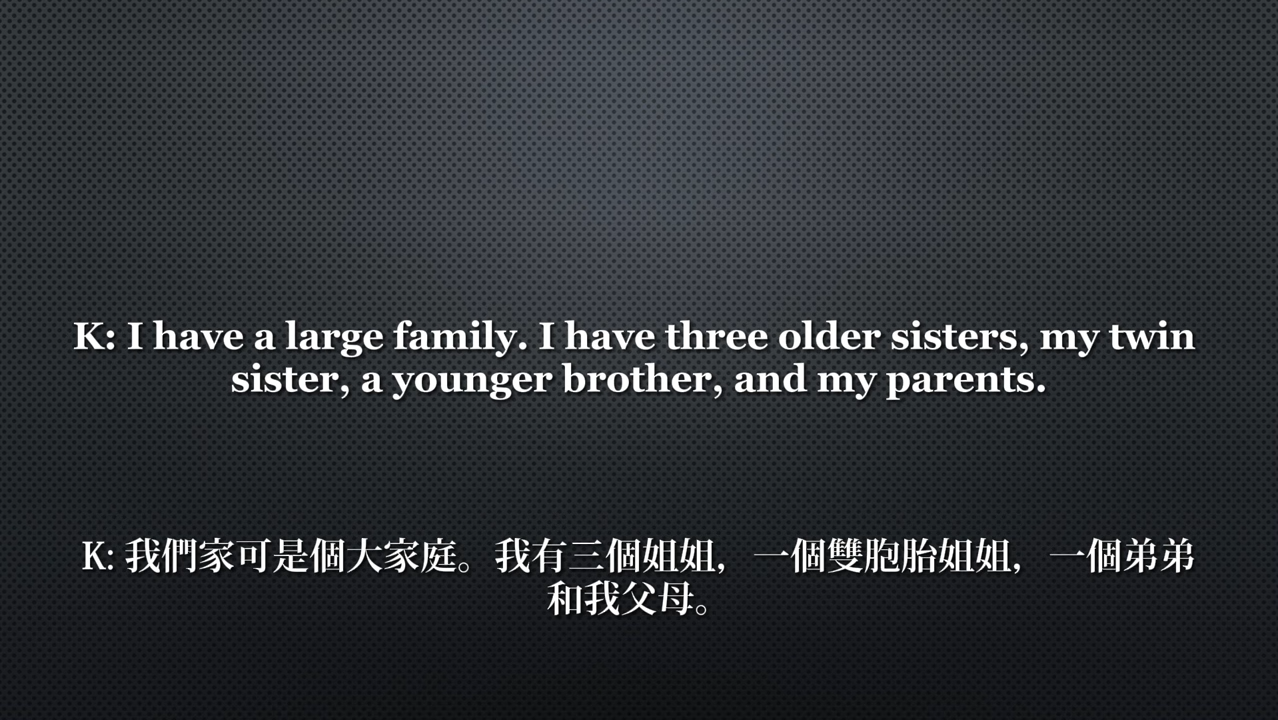 K: I have a large family. I have three older sisters, my twin
sister, a younger brother, and my parents.
K: 我們家可是個大家庭。我有三個姐姐，一個雙胞胎姐姐，一個弟弟
和我父母。